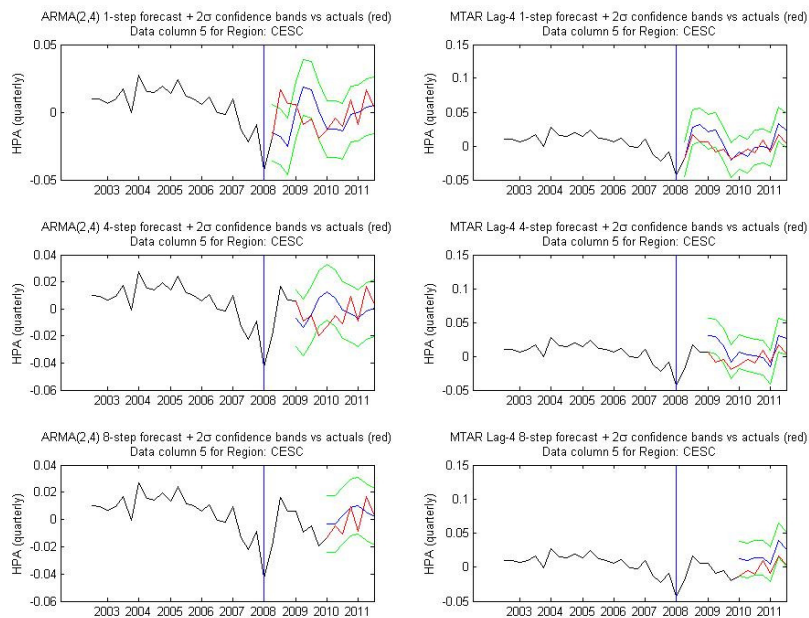 ARMA(2,4) 1-step forecast + 2σ confidence bands vs actuals (red)
Data column 5 for Region: CESC
0.05
0
-0.05
HPA (quarterly)
2003 2004 2005 2006 2007 2008 2009 2010 2011
MTAR Lag-4 1-step forecast + 2σ confidence bands vs actuals (red)
Data column 5 for Region: CESC
0.15
0.1
0.05
0
-0.05
HPA (quarterly)
2003 2004 2005 2006 2007 2008 2009 2010 2011
ARMA(2,4) 4-step forecast + 2σ confidence bands vs actuals (red)
Data column 5 for Region: CESC
0.04
0.02
0
-0.02
-0.04
-0.06
HPA (quarterly)
2003 2004 2005 2006 2007 2008 2009 2010 2011
MTAR Lag-4 4-step forecast + 2σ confidence bands vs actuals (red)
Data column 5 for Region: CESC
0.15
0.1
0.05
0
-0.05
HPA (quarterly)
2003 2004 2005 2006 2007 2008 2009 2010 2011
ARMA(2,4) 8-step forecast + 2σ confidence bands vs actuals (red)
Data column 5 for Region: CESC
0.04
0.02
0
-0.02
-0.04
-0.06
HPA (quarterly)
2003 2004 2005 2006 2007 2008 2009 2010 2011
MTAR Lag-4 8-step forecast + 2σ confidence bands vs actuals (red)
Data column 5 for Region: CESC
0.15
0.1
0.05
0
-0.05
HPA (quarterly)
2003 2004 2005 2006 2007 2008 2009 2010 2011